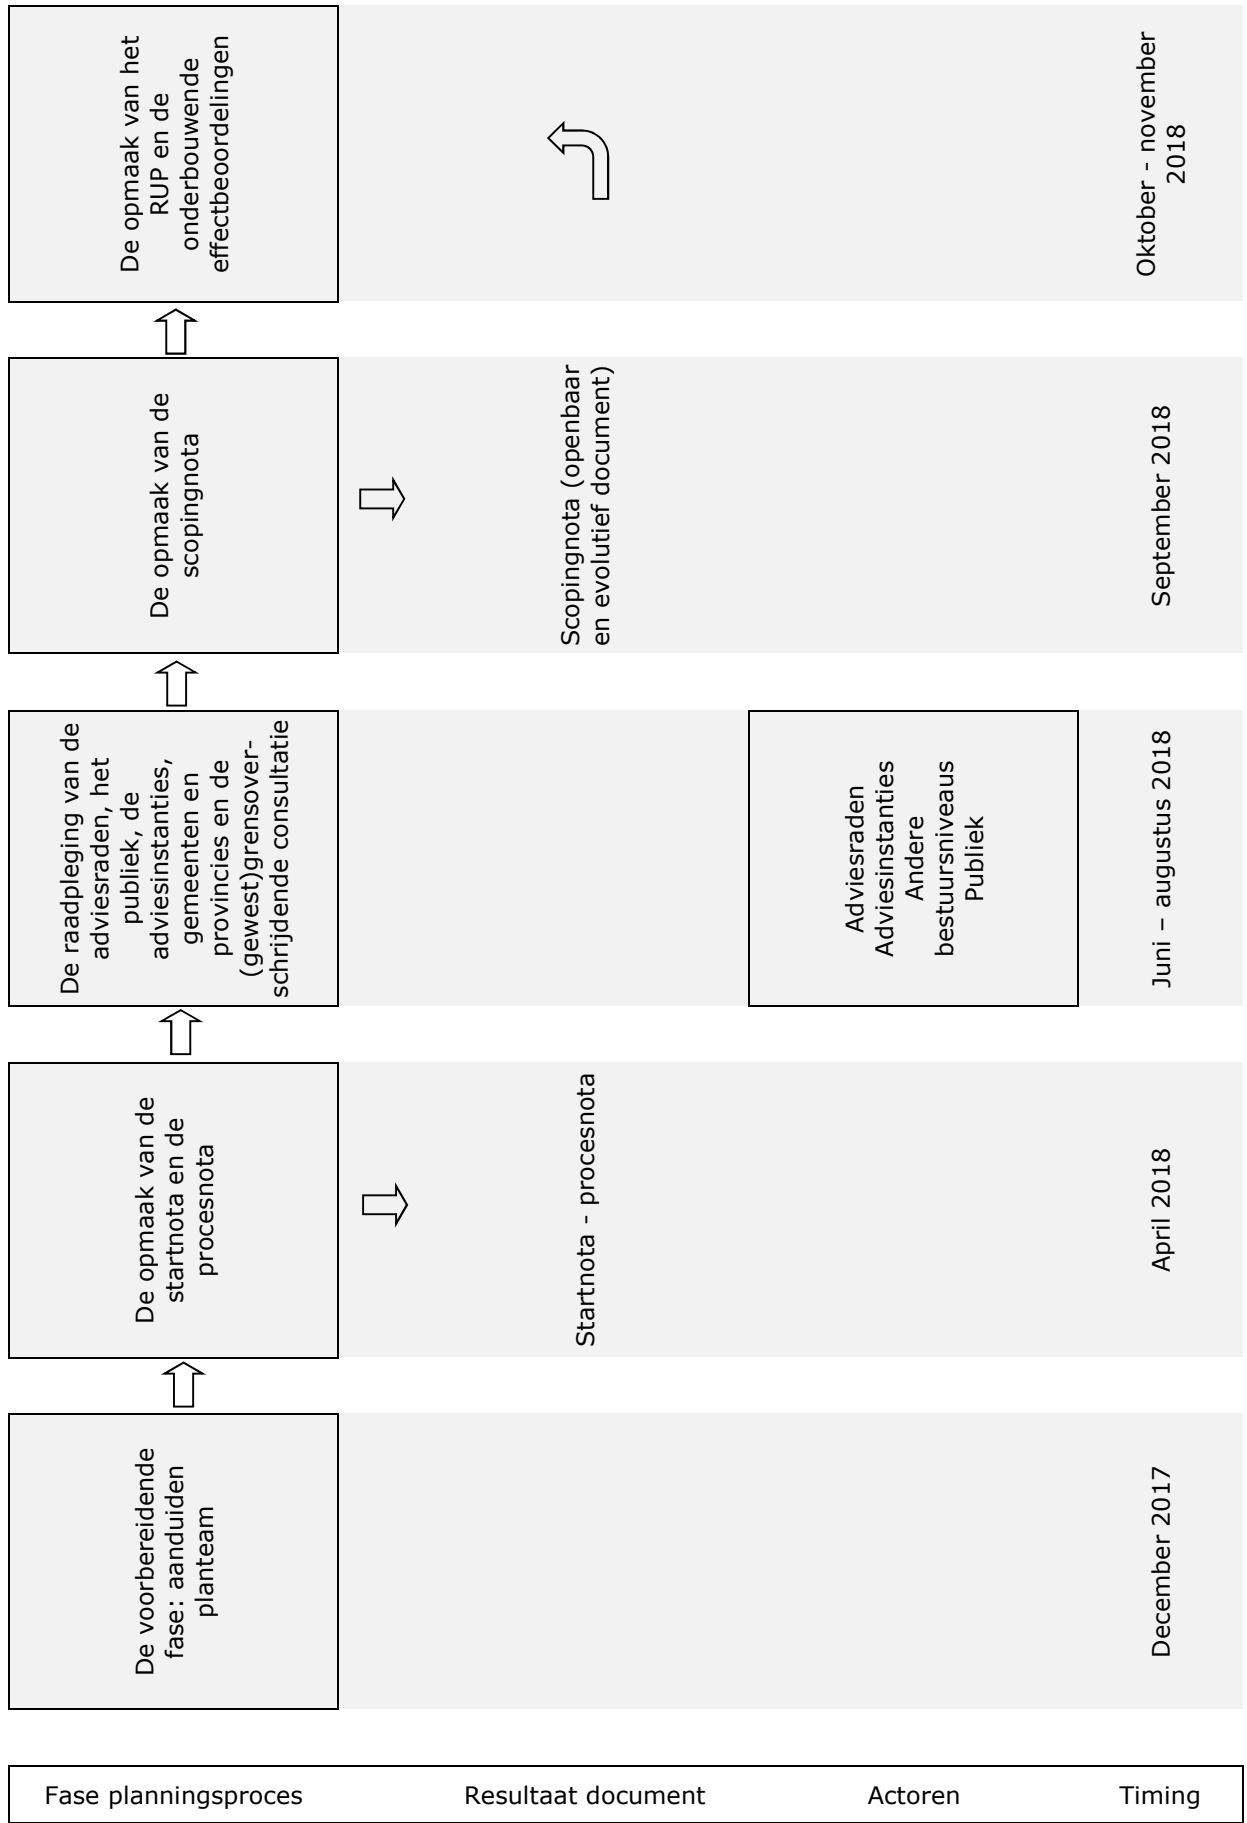 Fase planningsproces
Resultaat document
Actoren
Timing
De voorbereidende
fase: aanduiden
planteam
December 2017
De opmaak van de
startnota en de
procesnota
Startnota - procesnota
April 2018
De raadpleging van de
adviesraden, het
publiek, de
adviesinstanties,
gemeenten en
provincies en de
(gewest)grensover-
schrijdende consultatie
Adviesraden
Adviesinstanties
Andere
bestuursniveaus
Publiek
Juni – augustus 2018
De opmaak van de
scopingnota
Scopingnota (openbaar
en evolutief document)
September 2018
De opmaak van het
RUP en de
onderbouwende
effectbeoordelingen
Oktober - november
2018